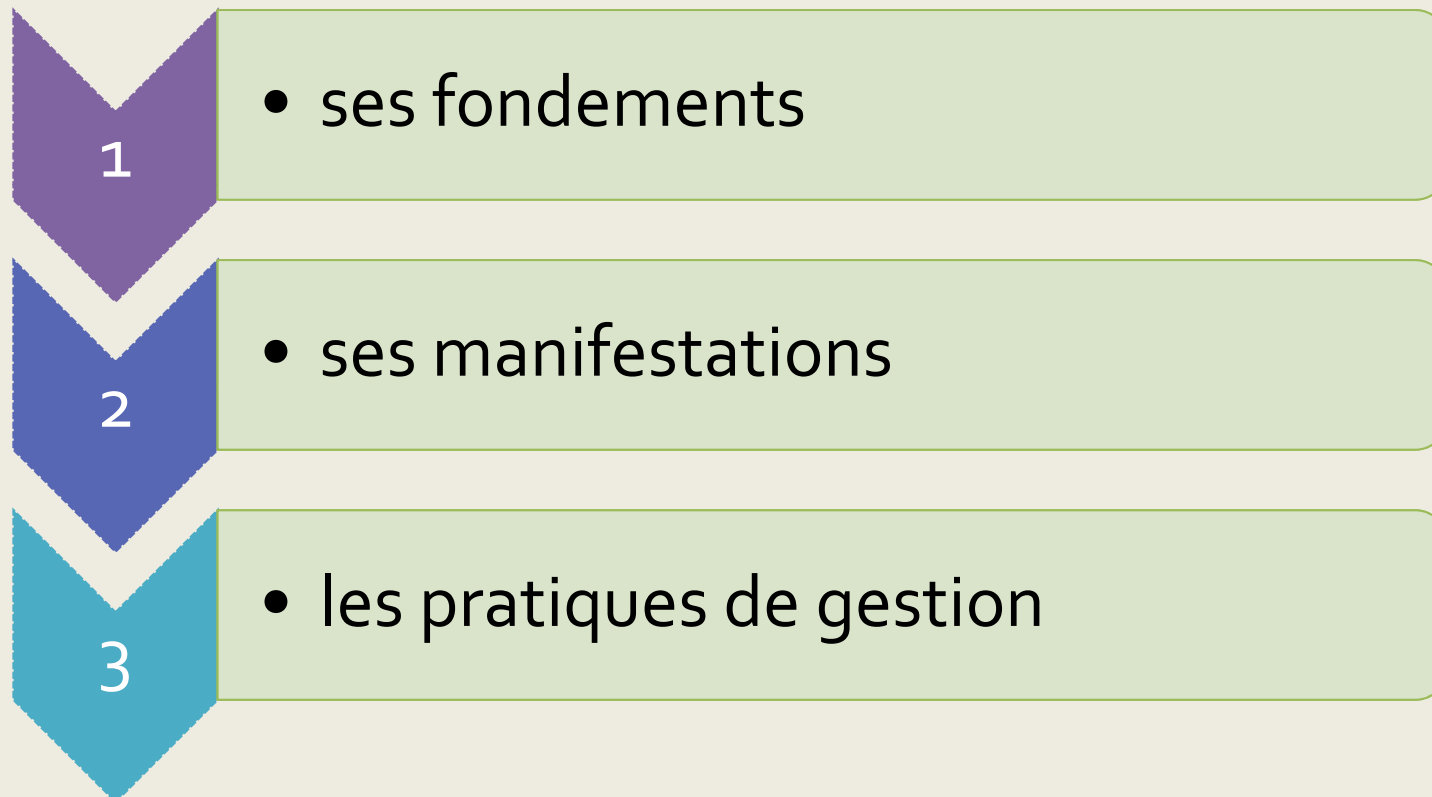 1
• ses fondements
2
• ses manifestations
3
• les pratiques de gestion